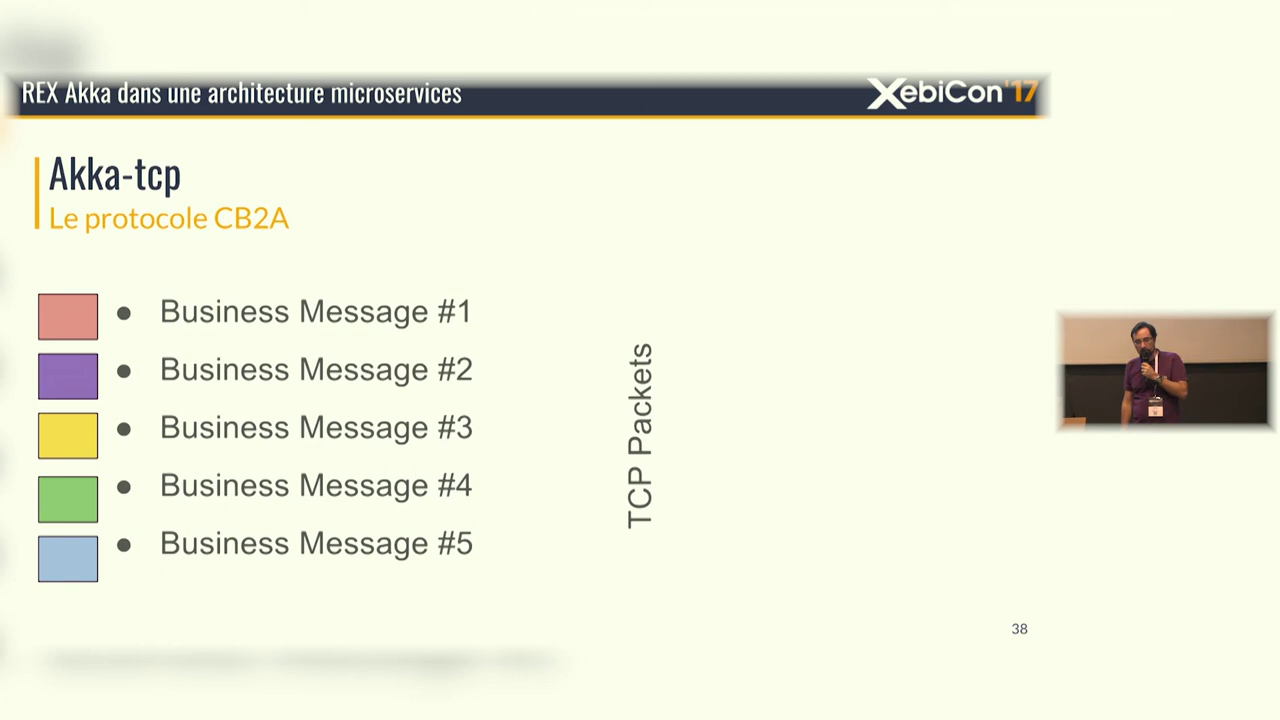 REX Akka dans une architecture microservices
XebiCon'17
Akka-tcp
Le protocole CB2A
● Business Message #1
● Business Message #2
● Business Message #3
● Business Message #4
● Business Message #5
TCP Packets
38